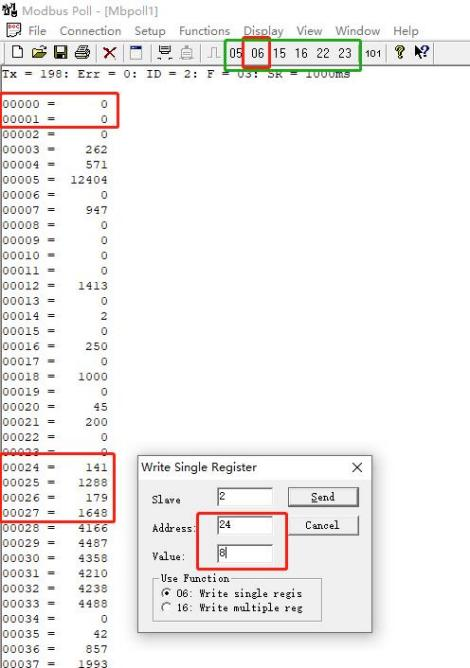 Modbus Poll - [Mbpoll1]
File Connection Setup Functions Display View Window Help
05 06 15 16 22 23 101
Tx = 198: Err = 0: ID = 2: F = 03: SR = 1000ms
00000 = 0
00001 = 0
00002 = 0
00003 = 262
00004 = 571
00005 = 12404
00006 = 0
00007 = 947
00008 = 0
00009 = 0
00010 = 0
00011 = 0
00012 = 1413
00013 = 0
00014 = 2
00015 = 0
00016 = 250
00017 = 0
00018 = 1000
00019 = 0
00020 = 45
00021 = 200
00022 = 0
00023 = 0
00024 = 141
00025 = 1288
00026 = 179
00027 = 1648
00028 = 4166
00029 = 4487
00030 = 4358
00031 = 4210
00032 = 4238
00033 = 4488
00034 = 0
00035 = 42
00036 = 857
00037 = 1993
Write Single Register
Slave 2 Send
Address: 24 Cancel
Value: 8
Use Function
06: Write single regis
16: Write multiple reg